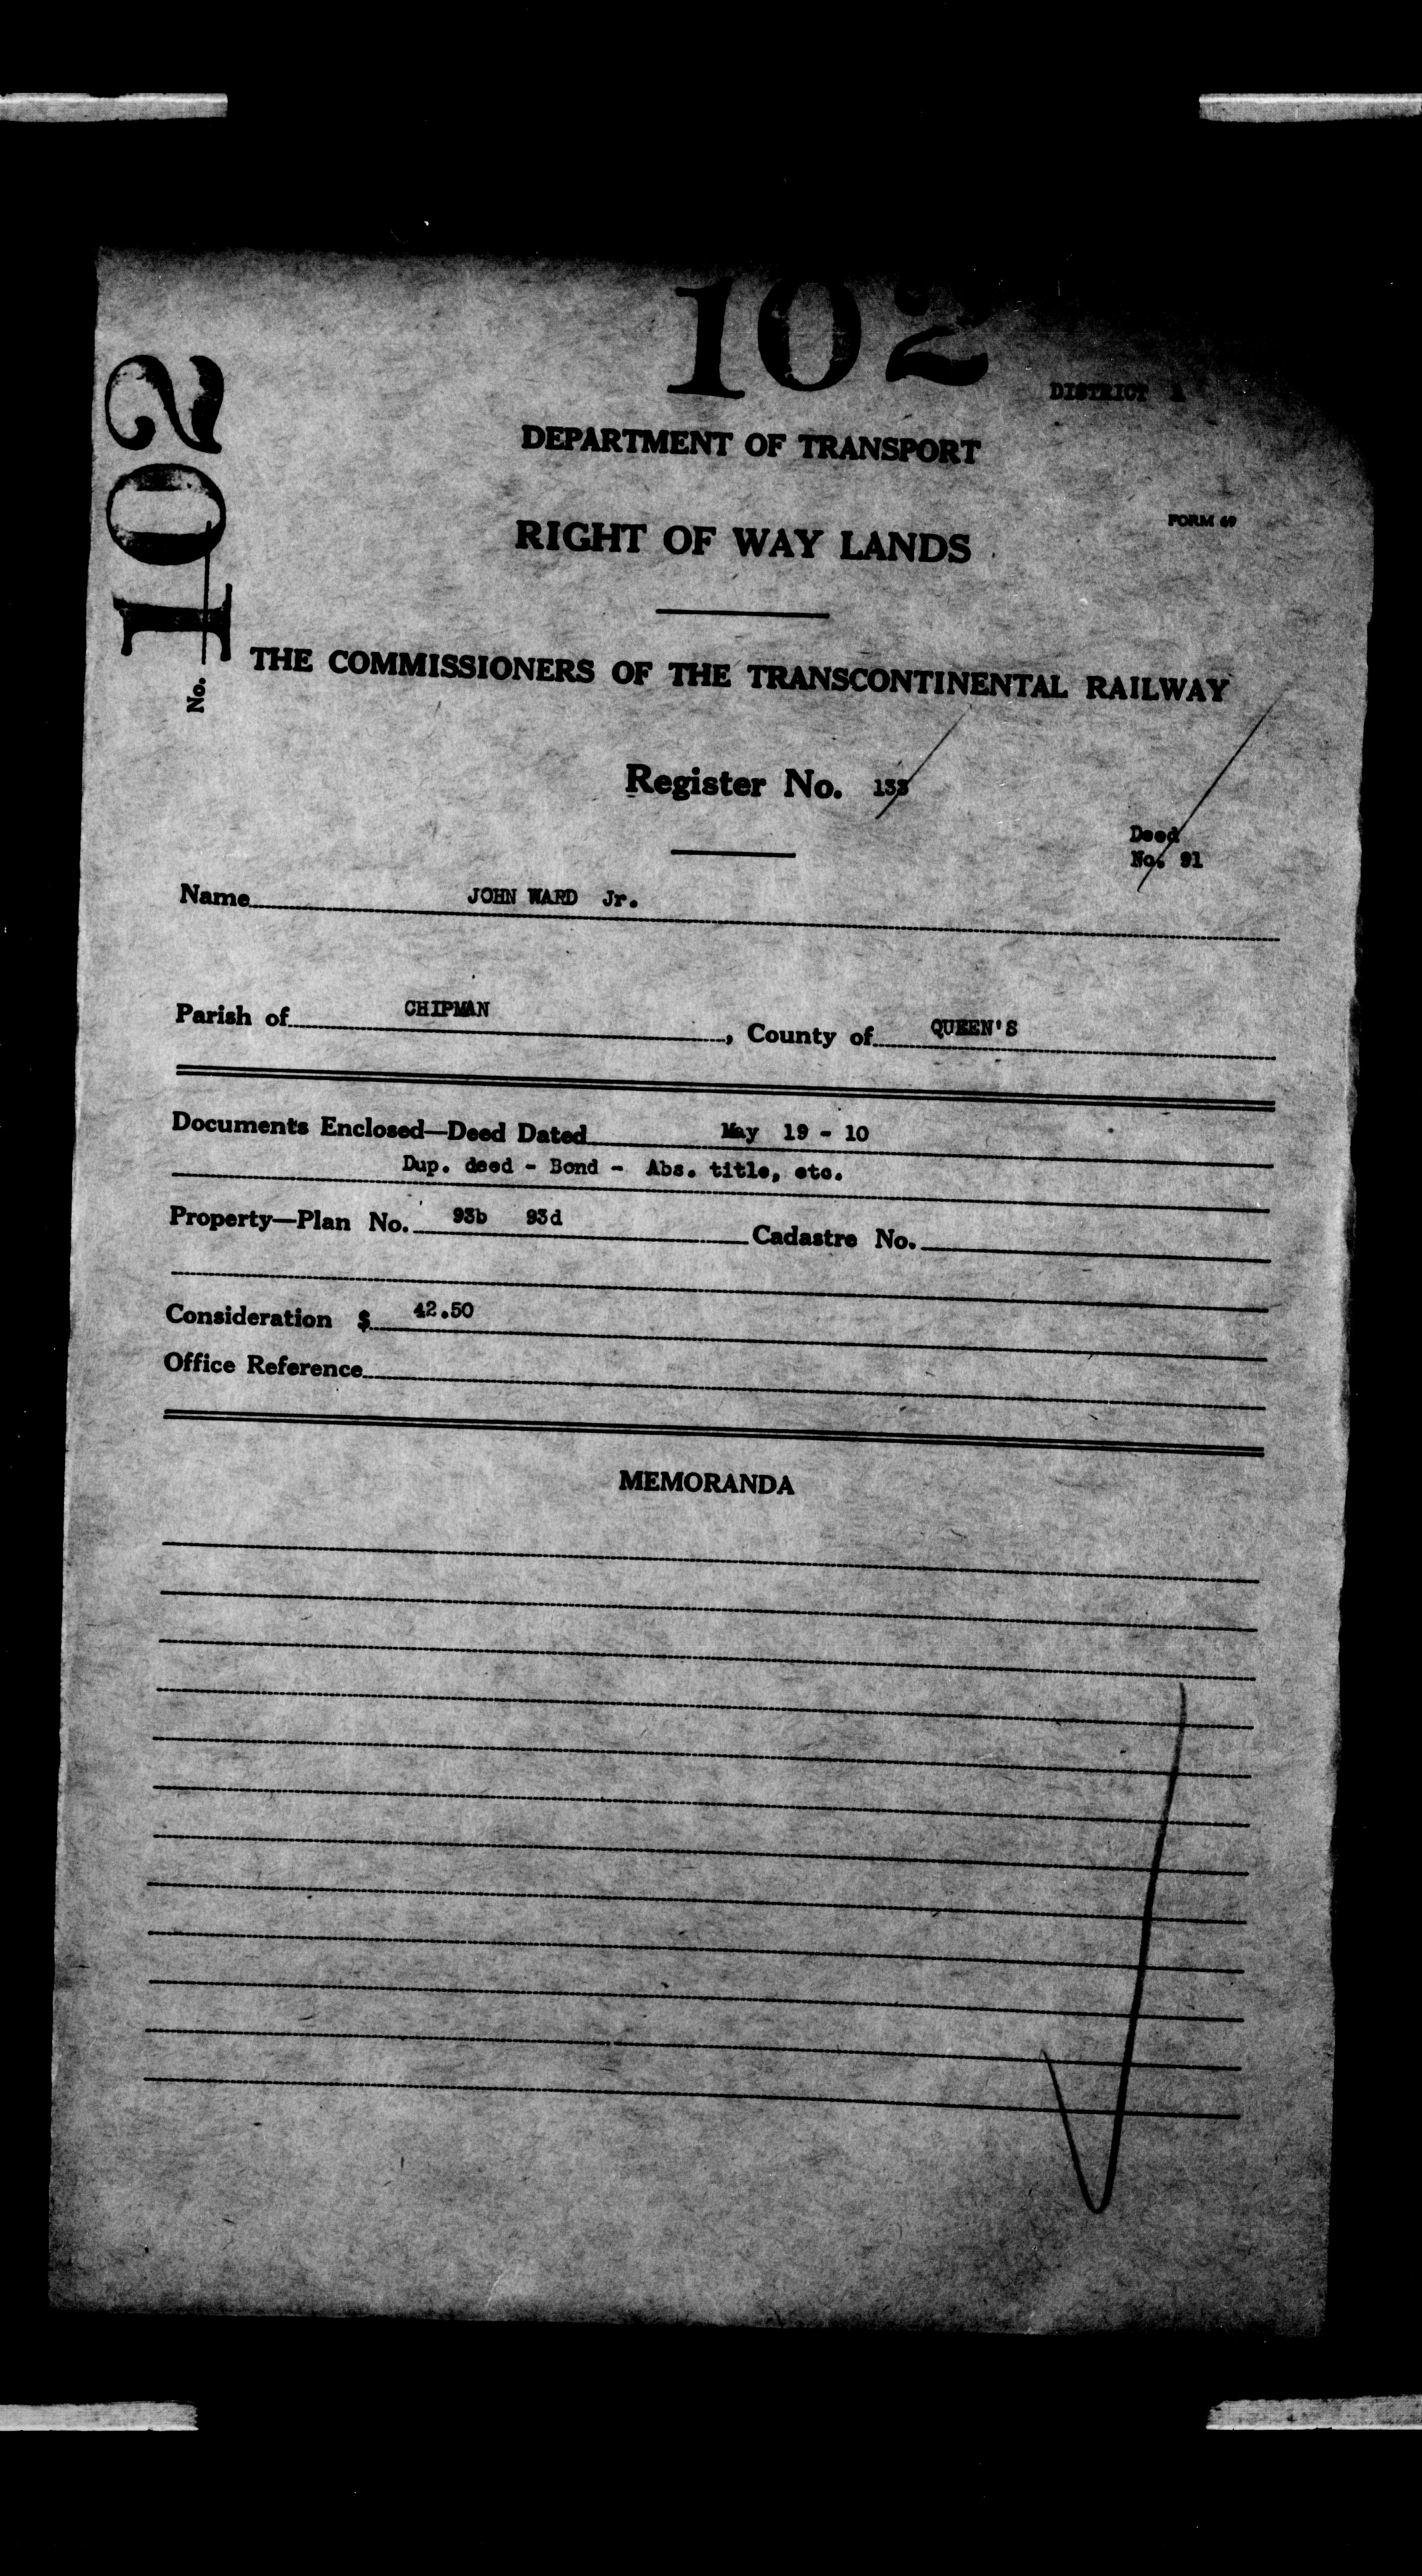 102
DISTRICT A
DEPARTMENT OF TRANSPORT
FORM 69
RIGHT OF WAY LANDS
No. 102
THE COMMISSIONERS OF THE TRANSCONTINENTAL RAILWAY
Register No. 133
Deed
No. 91
Name JOHN WARD Jr.
Parish of CHIPMAN, County of QUEEN'S
Documents Enclosed—Deed Dated May 19 - 10
Dup. deed - Bond - Abs. title, etc.
Property—Plan No. 93b 93d Cadastre No.
Consideration $ 42.50
Office Reference
MEMORANDA